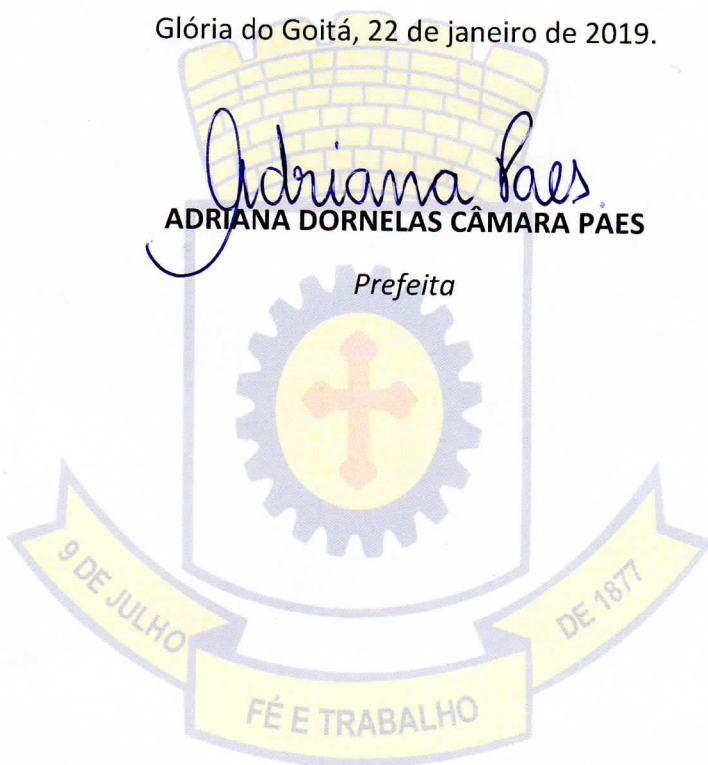 Glória do Goitá, 22 de janeiro de 2019.
Adriana Paes
ADRIANA DORNELAS CÂMARA PAES
Prefeita
9 DE JULHO
DE 1877
FÉ E TRABALHO